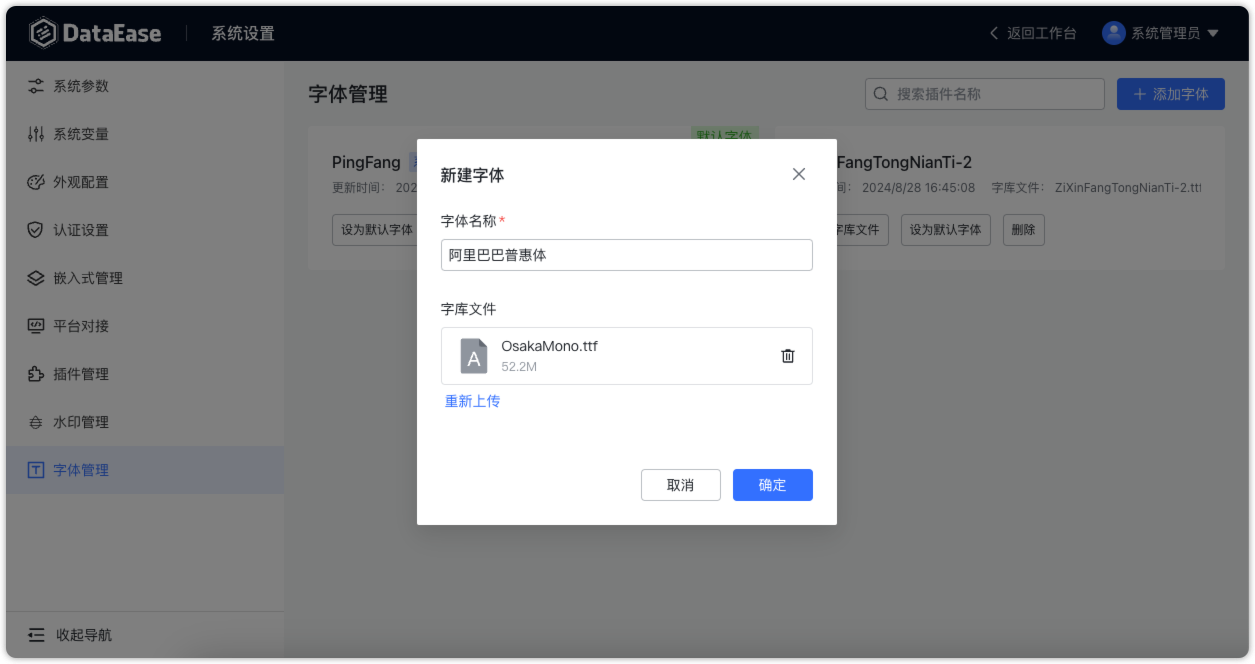 DataEase
系统设置
返回工作台
系统管理员
系统参数
系统变量
外观配置
认证设置
嵌入式管理
平台对接
插件管理
水印管理
字体管理
收起导航
字体管理
搜索插件名称
添加字体
默认字体
PingFang
更新时间： 202
设为默认字体
FangTongNianTi-2
2024/8/28 16:45:08 字库文件： ZiXinFangTongNianTi-2.ttf
字库文件
设为默认字体
删除
新建字体
字体名称*
阿里巴巴普惠体
字库文件
A
OsakaMono.ttf
52.2M
重新上传
取消
确定